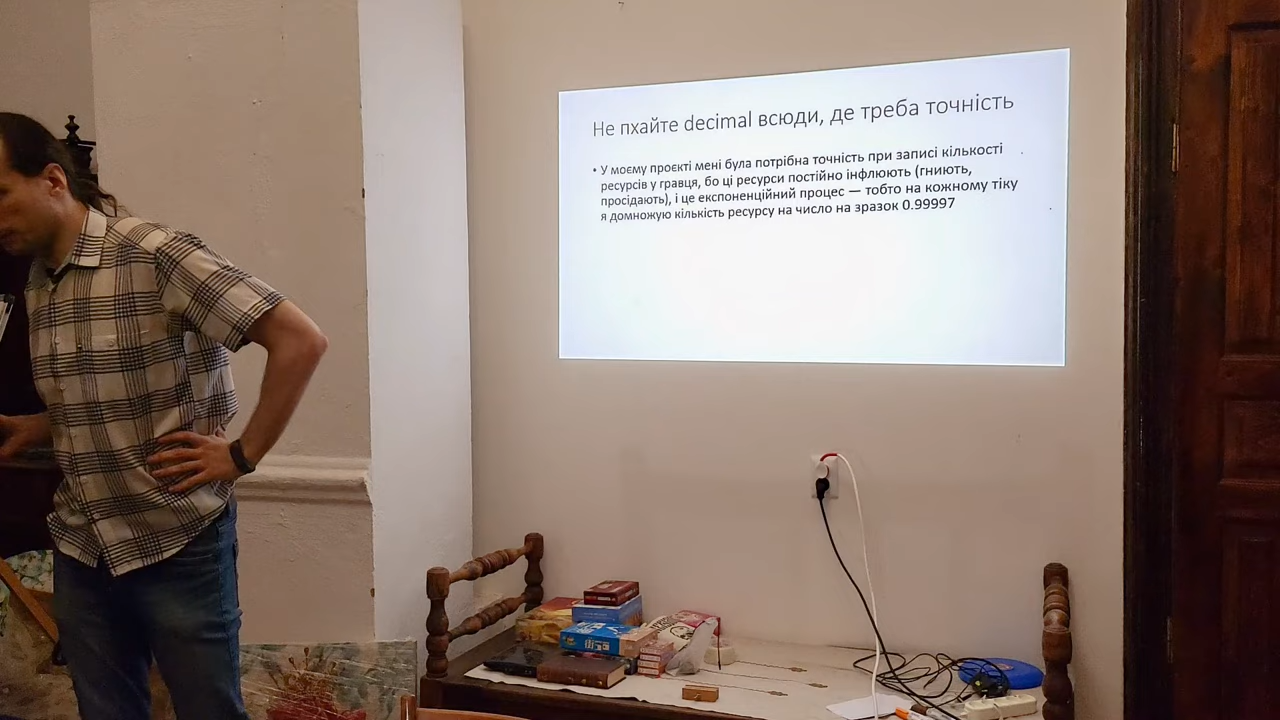 Не пхайте decimal всюди, де треба точність
• У моєму проєкті мені була потрібна точність при записі кількості
ресурсів у гравця, бо ці ресурси постійно інфлюють (гниють,
просідають), і це експоненційний процес — тобто на кожному тіку
я домножую кількість ресурсу на число на зразок 0.99997